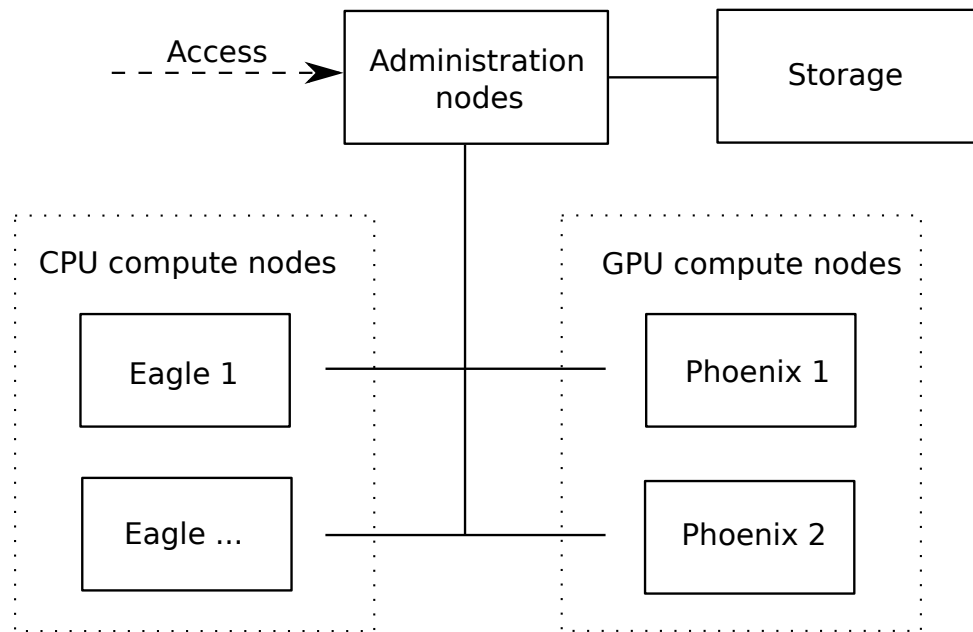 Access
Administration
nodes
Storage
CPU compute nodes
GPU compute nodes
Eagle 1
Phoenix 1
Eagle ...
Phoenix 2